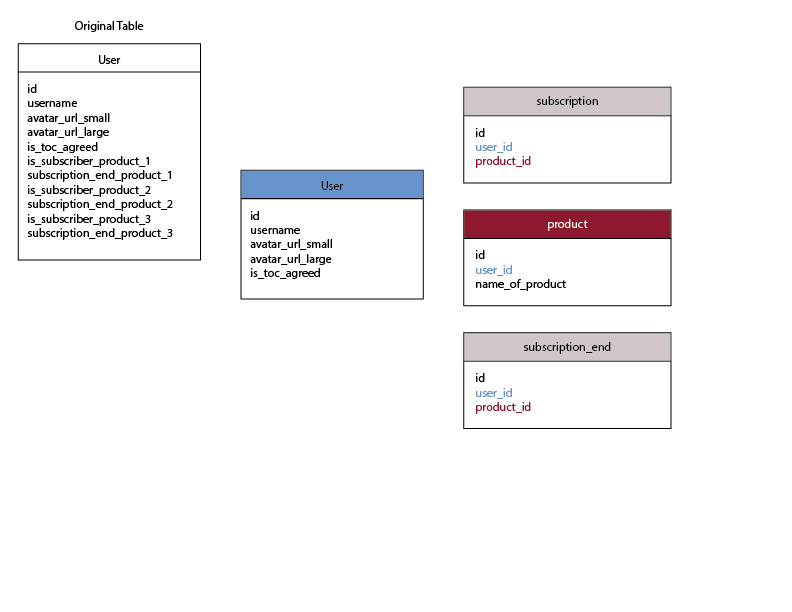 Original Table
User
id
username
avatar_url_small
avatar_url_large
is_toc_agreed
is_subscriber_product_1
subscription_end_product_1
is_subscriber_product_2
subscription_end_product_2
is_subscriber_product_3
subscription_end_product_3
User
id
username
avatar_url_small
avatar_url_large
is_toc_agreed
subscription
id
user_id
product_id
product
id
user_id
name_of_product
subscription_end
id
user_id
product_id